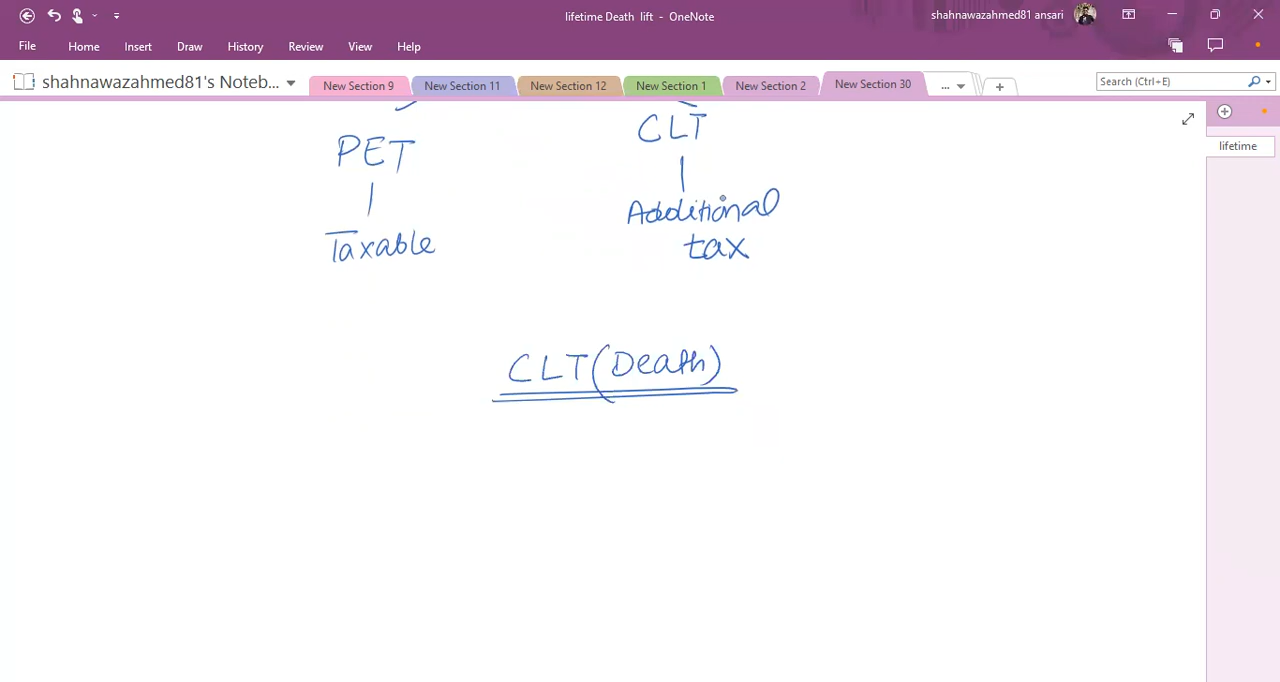 lifetime Death lift - OneNote
shahnawazahmed81 ansari
File Home Insert Draw History Review View Help
shahnawazahmed81's Noteb...
New Section 9
New Section 11
New Section 12
New Section 1
New Section 2
New Section 30
...
Search (Ctrl+E)
lifetime
PET
CLT
Taxable
Additional
tax
CLT(Death)